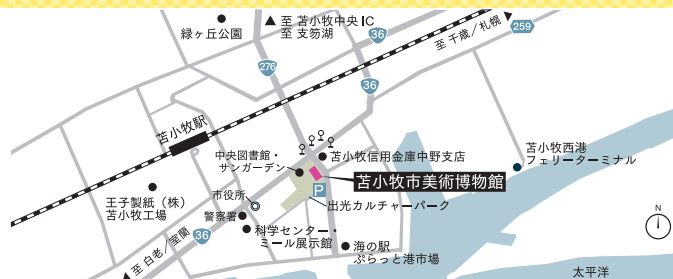 緑ヶ丘公園
▲ 至 苫小牧中央IC
至 支笏湖
36
至 千歳／札幌
259
276
36
苫小牧駅
中央図書館・
サンガーデン
苫小牧信用金庫中野支店
苫小牧西港
フェリーターミナル
苫小牧市美術博物館
P
王子製紙（株）
苫小牧工場
市役所
出光カルチャーパーク
警察署
36
科学センター・
ミール展示館
海の駅
ぷらっと港市場
至 白老／室蘭
N
太平洋